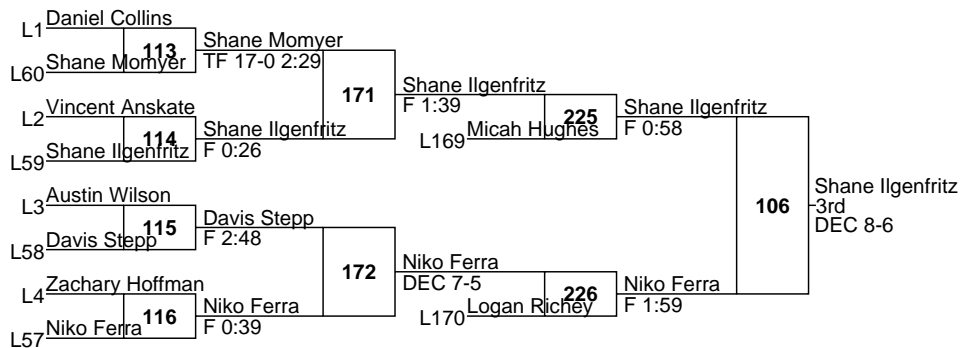 Daniel Collins
L1
113
Shane Momyer
TF 17-0 2:29
Shane Momyer
L60
171
Shane Ilgenfritz
F 1:39
Vincent Anskate
L2
114
Shane Ilgenfritz
F 0:26
Shane Ilgenfritz
L59
225
Shane Ilgenfritz
F 0:58
Micah Hughes
L169
Austin Wilson
L3
115
Davis Stepp
F 2:48
Davis Stepp
L58
106
Shane Ilgenfritz
3rd
DEC 8-6
172
Niko Ferra
DEC 7-5
Zachary Hoffman
L4
116
Niko Ferra
F 0:39
Niko Ferra
L57
226
Niko Ferra
F 1:59
Logan Richey
L170